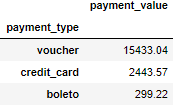 payment_value
payment_type
voucher 15433.04
credit_card 2443.57
boleto 299.22